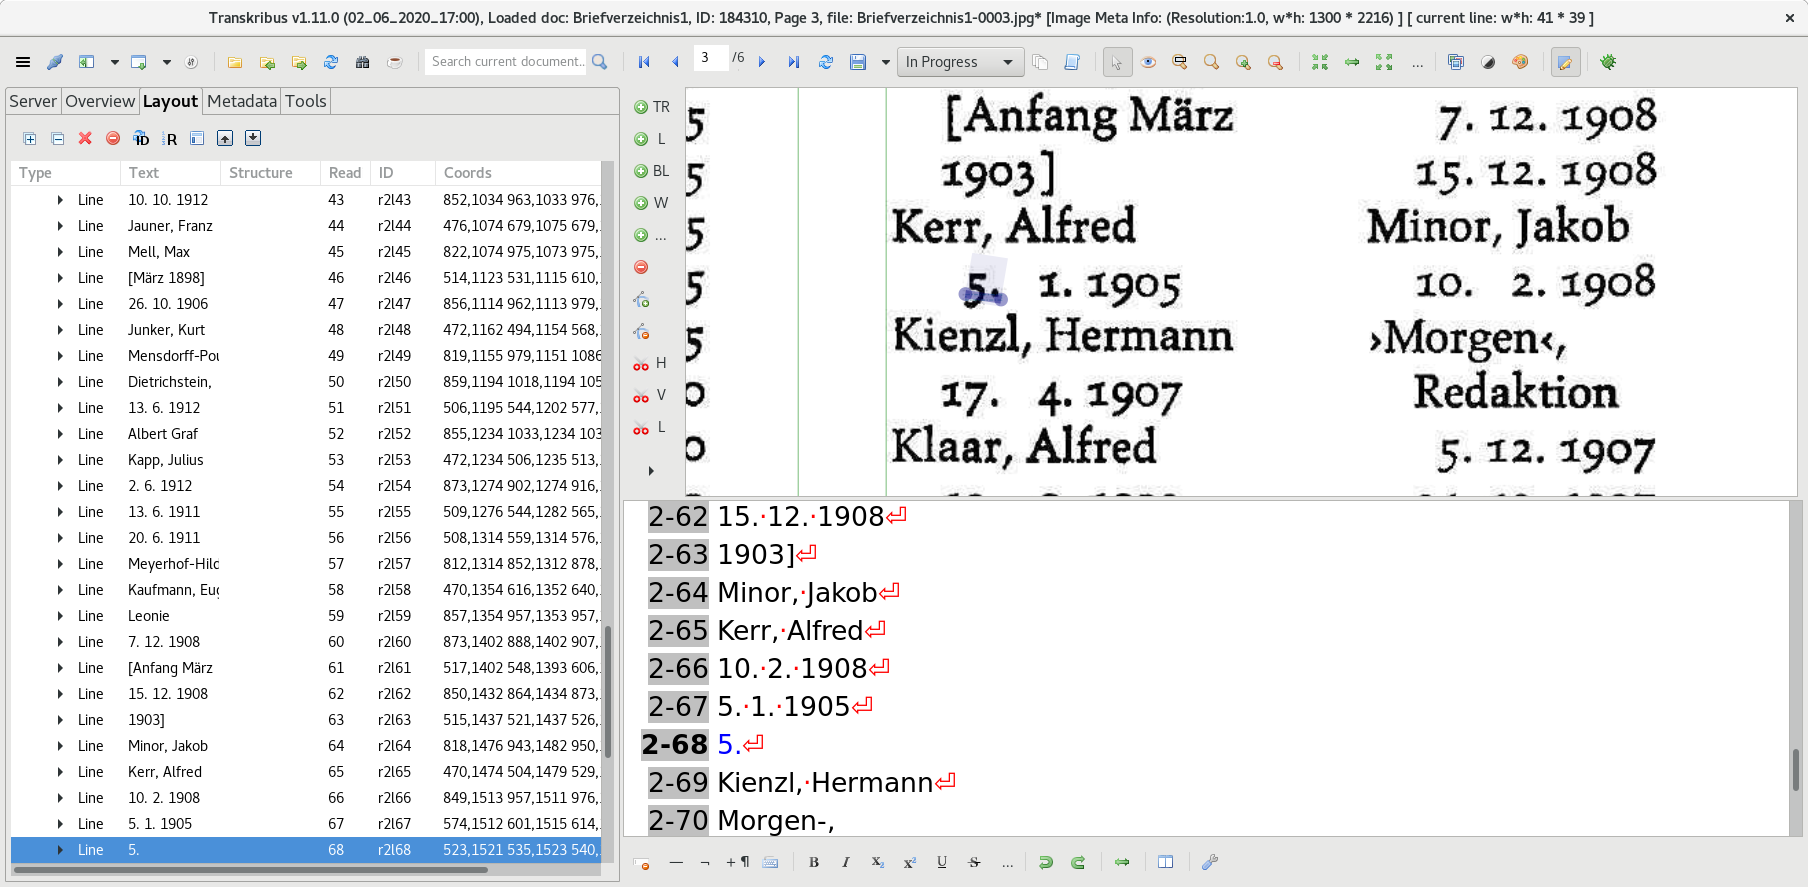 Transkribus v1.11.0 (02_06_2020_17:00), Loaded doc: Briefverzeichnis1, ID: 184310, Page 3, file: Briefverzeichnis1-0003.jpg* [Image Meta Info: (Resolution:1.0, w*h: 1300 * 2216) ] [ current line: w*h: 41 * 39 ]
Search current document...
3 /6
In Progress
Server Overview Layout Metadata Tools
ID R
Type Text Structure Read ID Coords
Line 10. 10. 1912 43 r2l43 852,1034 963,1033 976,
Line Jauner, Franz 44 r2l44 476,1074 679,1075 679,
Line Mell, Max 45 r2l45 822,1074 975,1073 975,
Line [März 1898] 46 r2l46 514,1123 531,1115 610,
Line 26. 10. 1906 47 r2l47 856,1114 962,1113 979,
Line Junker, Kurt 48 r2l48 472,1162 494,1154 568,
Line Mensdorff-Pou 49 r2l49 819,1155 979,1151 1086
Line Dietrichstein, 50 r2l50 859,1194 1018,1194 105
Line 13. 6. 1912 51 r2l51 506,1195 544,1202 577,
Line Albert Graf 52 r2l52 855,1234 1033,1234 103
Line Kapp, Julius 53 r2l53 472,1234 506,1235 513,
Line 2. 6. 1912 54 r2l54 873,1274 902,1274 916,
Line 13. 6. 1911 55 r2l55 509,1276 544,1282 565,
Line 20. 6. 1911 56 r2l56 508,1314 559,1314 576,
Line Meyerhof-Hild 57 r2l57 812,1314 852,1312 878,
Line Kaufmann, Eug 58 r2l58 470,1354 616,1352 640,
Line Leonie 59 r2l59 857,1354 957,1353 957,
Line 7. 12. 1908 60 r2l60 873,1402 888,1402 907,
Line [Anfang März 61 r2l61 517,1402 548,1393 606,
Line 15. 12. 1908 62 r2l62 850,1432 864,1434 873,
Line 1903] 63 r2l63 515,1437 521,1437 526,
Line Minor, Jakob 64 r2l64 818,1476 943,1482 950,
Line Kerr, Alfred 65 r2l65 470,1474 504,1479 529,
Line 10. 2. 1908 66 r2l66 849,1513 957,1511 976,
Line 5. 1. 1905 67 r2l67 574,1512 601,1515 614,
Line 5. 68 r2l68 523,1521 535,1523 540,
TR
L
BL
W
...
H
V
L
5
5
5
5
5
0
0
[Anfang März
1903]
Kerr, Alfred
5. 1. 1905
Kienzl, Hermann
17. 4. 1907
Klaar, Alfred
7. 12. 1908
15. 12. 1908
Minor, Jakob
10. 2. 1908
›Morgen‹,
Redaktion
5. 12. 1907
2-62 15. 12. 1908
2-63 1903]
2-64 Minor, Jakob
2-65 Kerr, Alfred
2-66 10. 2. 1908
2-67 5. 1. 1905
2-68 5.
2-69 Kienzl, Hermann
2-70 Morgen-,
— ¬ +¶ B I X₂ x² U S ...